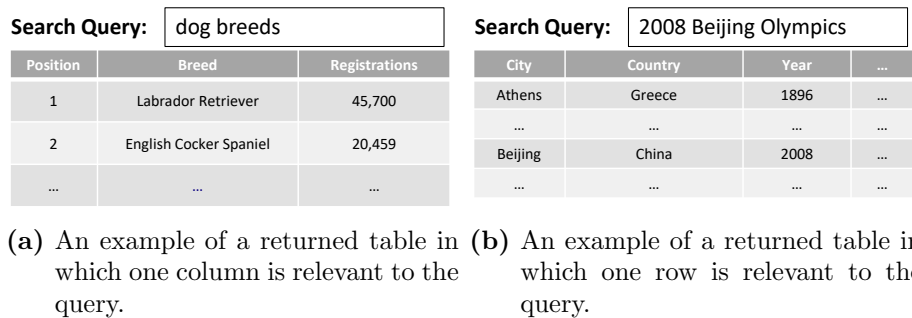 Search Query: dog breeds
Position Breed Registrations
1 Labrador Retriever 45,700
2 English Cocker Spaniel 20,459
... ... ...
Search Query: 2008 Beijing Olympics
City Country Year ...
Athens Greece 1896 ...
... ... ... ...
Beijing China 2008 ...
... ... ... ...
(a) An example of a returned table in
which one column is relevant to the
query.
(b) An example of a returned table in
which one row is relevant to the
query.